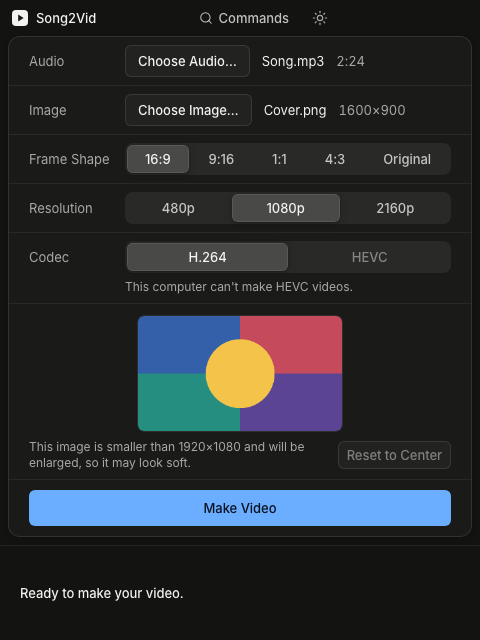 Song2Vid
Commands
Audio
Choose Audio...
Song.mp3
2:24
Image
Choose Image...
Cover.png
1600×900
Frame Shape
16:9
9:16
1:1
4:3
Original
Resolution
480p
1080p
2160p
Codec
H.264
HEVC
This computer can't make HEVC videos.
This image is smaller than 1920×1080 and will be
enlarged, so it may look soft.
Reset to Center
Make Video
Ready to make your video.